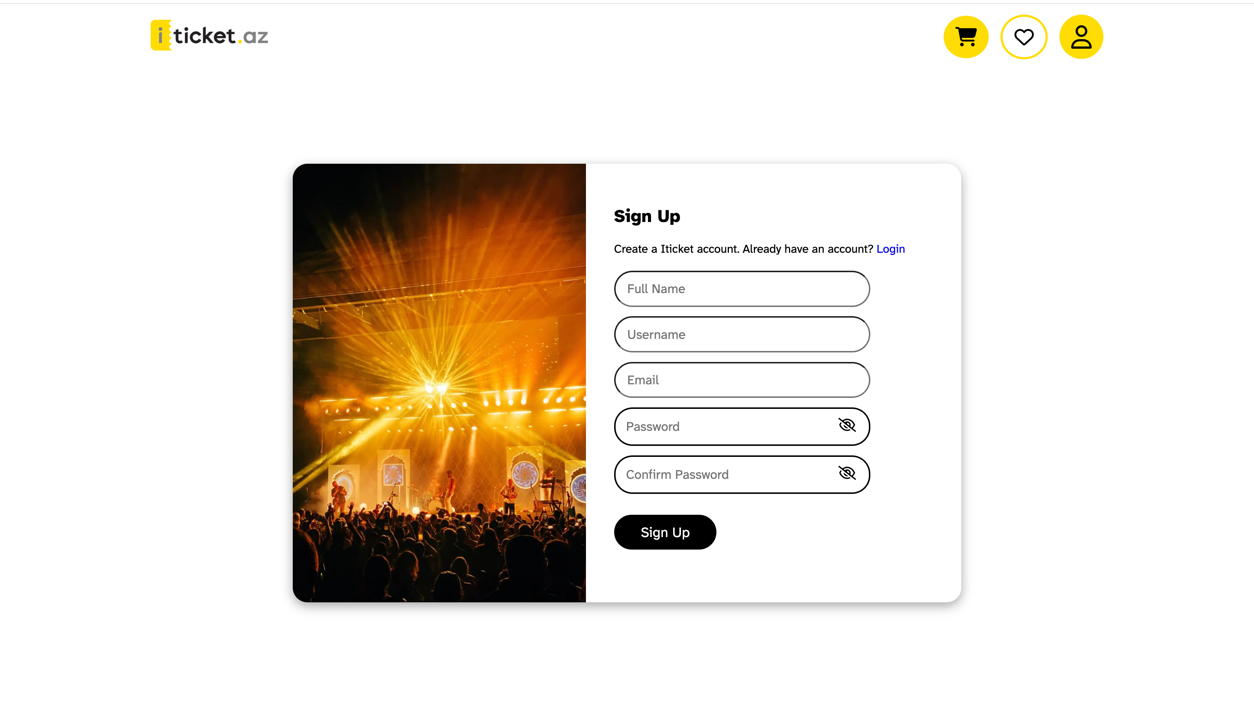 iticket.az
Sign Up
Create a Iticket account. Already have an account? Login
Full Name
Username
Email
Password
Confirm Password
Sign Up